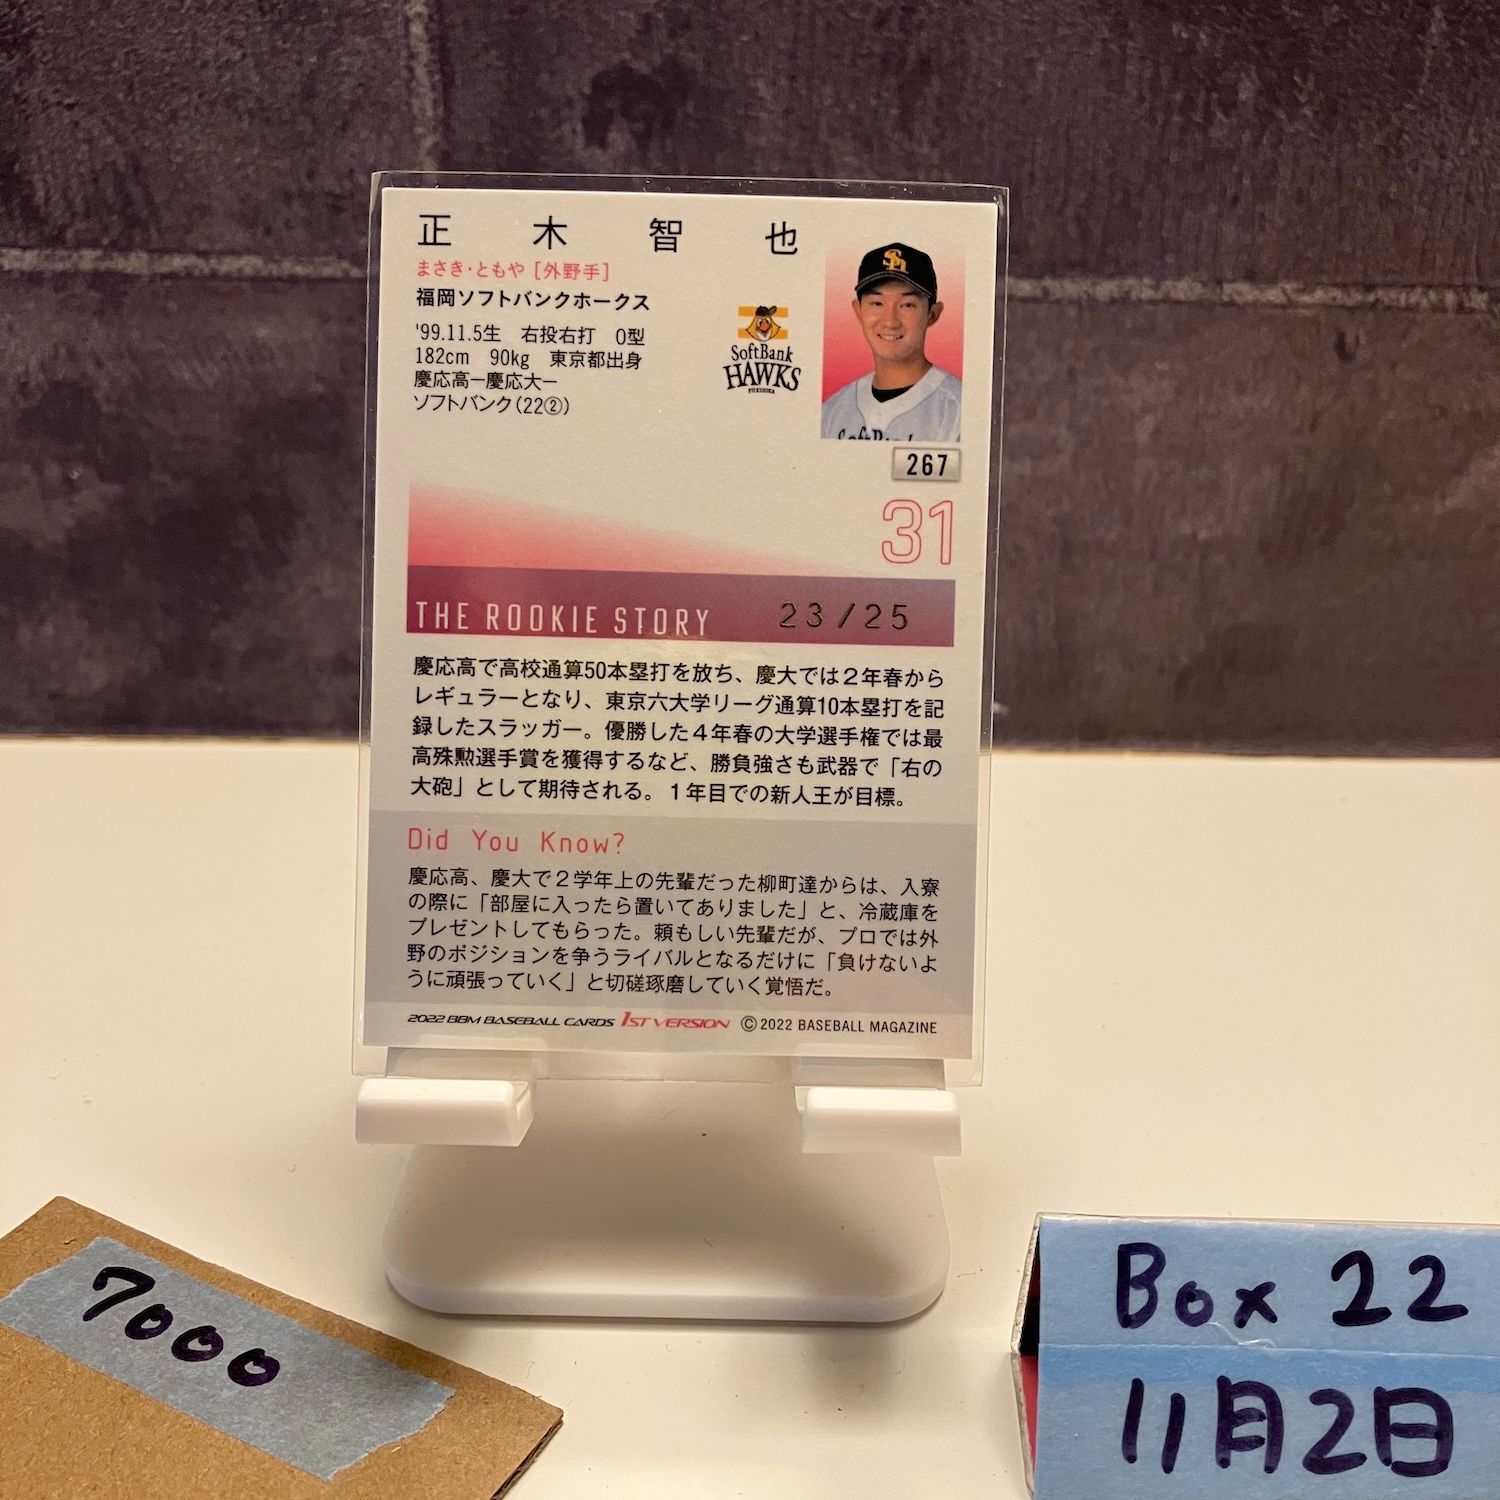 正木智也
まさき・ともや [外野手]
福岡ソフトバンクホークス
'99.11.5生 右投右打 O型
182cm 90kg 東京都出身
慶応高ー慶応大ー
ソフトバンク(22②)
SH
SoftBank
HAWKS
267
31
THE ROOKIE STORY 23/25
慶応高で高校通算50本塁打を放ち、慶大では2年春から
レギュラーとなり、東京六大学リーグ通算10本塁打を記
録したスラッガー。優勝した4年春の大学選手権では最
高殊勲選手賞を獲得するなど、勝負強さも武器で「右の
大砲」として期待される。1年目での新人王が目標。
Did You Know?
慶応高、慶大で2学年上の先輩だった柳町達からは、入寮
の際に「部屋に入ったら置いてありました」と、冷蔵庫を
プレゼントしてもらった。頼もしい先輩だが、プロでは外
野のポジションを争うライバルとなるだけに「負けないよ
うに頑張っていく」と切磋琢磨していく覚悟だ。
2022 BBM BASEBALL CARDS 1ST VERSION ©2022 BASEBALL MAGAZINE
7000
Box 22
11月2日